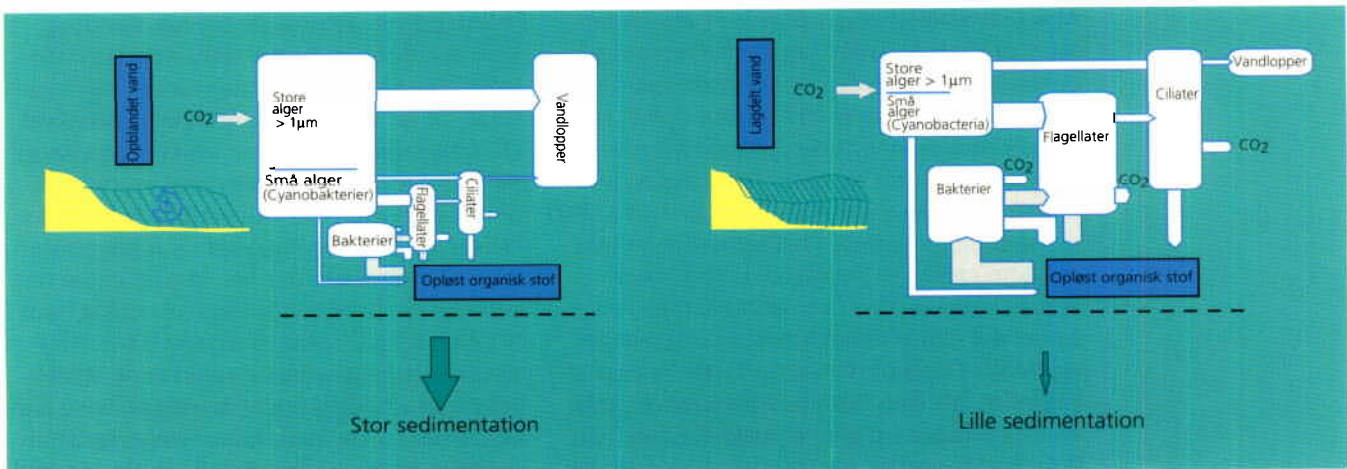 Opblandet vand
CO2
Store
alger
> 1µm
Små alger
(Cyanobakterier)
Vandlopper
Flagellater
Ciliater
Bakterier
Opløst organisk stof
Stor sedimentation
Lagdelt vand
CO2
Store
alger > 1µm
Små
alger
(Cyanobacteria)
Flagellater
Ciliater
Vandlopper
CO2
CO2
CO2
Bakterier
Opløst organisk stof
Lille sedimentation